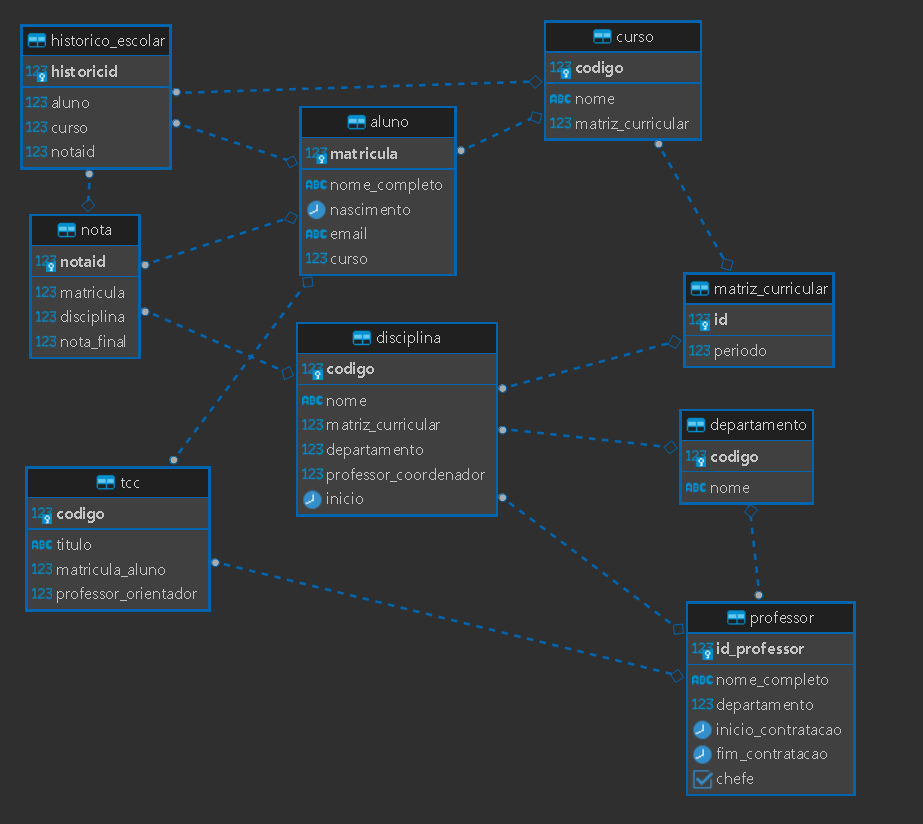 historico_escolar
123 historicid
123 aluno
123 curso
123 notaid
curso
123 codigo
ABC nome
123 matriz_curricular
aluno
123 matricula
ABC nome_completo
nascimento
ABC email
123 curso
nota
123 notaid
123 matricula
123 disciplina
123 nota_final
matriz_curricular
123 id
123 periodo
disciplina
123 codigo
ABC nome
123 matriz_curricular
123 departamento
123 professor_coordenador
inicio
departamento
123 codigo
ABC nome
tcc
123 codigo
ABC titulo
123 matricula_aluno
123 professor_orientador
professor
123 id_professor
ABC nome_completo
123 departamento
inicio_contratacao
fim_contratacao
chefe